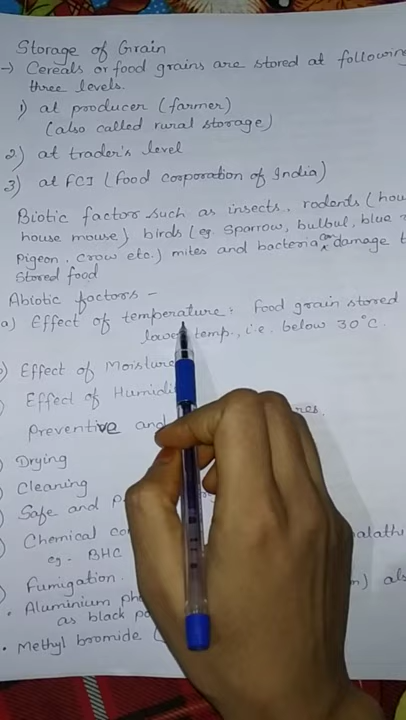 Storage of Grain
→ Cereals or food grains are stored at following
three levels.
1) at producer (farmer)
(also called rural storage)
2) at trader's level
3) at FCI (Food corporation of India)
Biotic factors such as insects, rodents (
house mouse) birds (eg Sparrow, bulbul, blue
Pigeon, crow etc.) mites and bacteria can damage
stored food
Abiotic factors -
a) Effect of temperature: Food grain stored
lower temp., i.e. below 30°C.
Effect of Moisture
Effect of
Preventive and
Drying
Cleaning
Safe and
Chemical
eg. BHC
Fumigation.
• Aluminium
as black
• Methyl bromide (